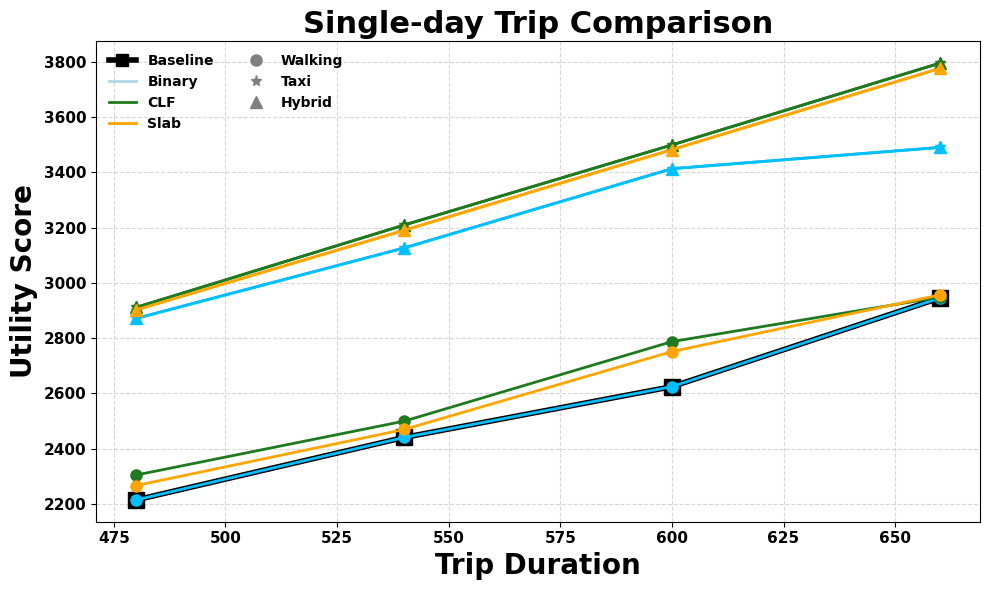 Single-day Trip Comparison
Baseline
Binary
CLF
Slab
Walking
Taxi
Hybrid
Utility Score
3800
3600
3400
3200
3000
2800
2600
2400
2200
475
500
525
550
575
600
625
650
Trip Duration